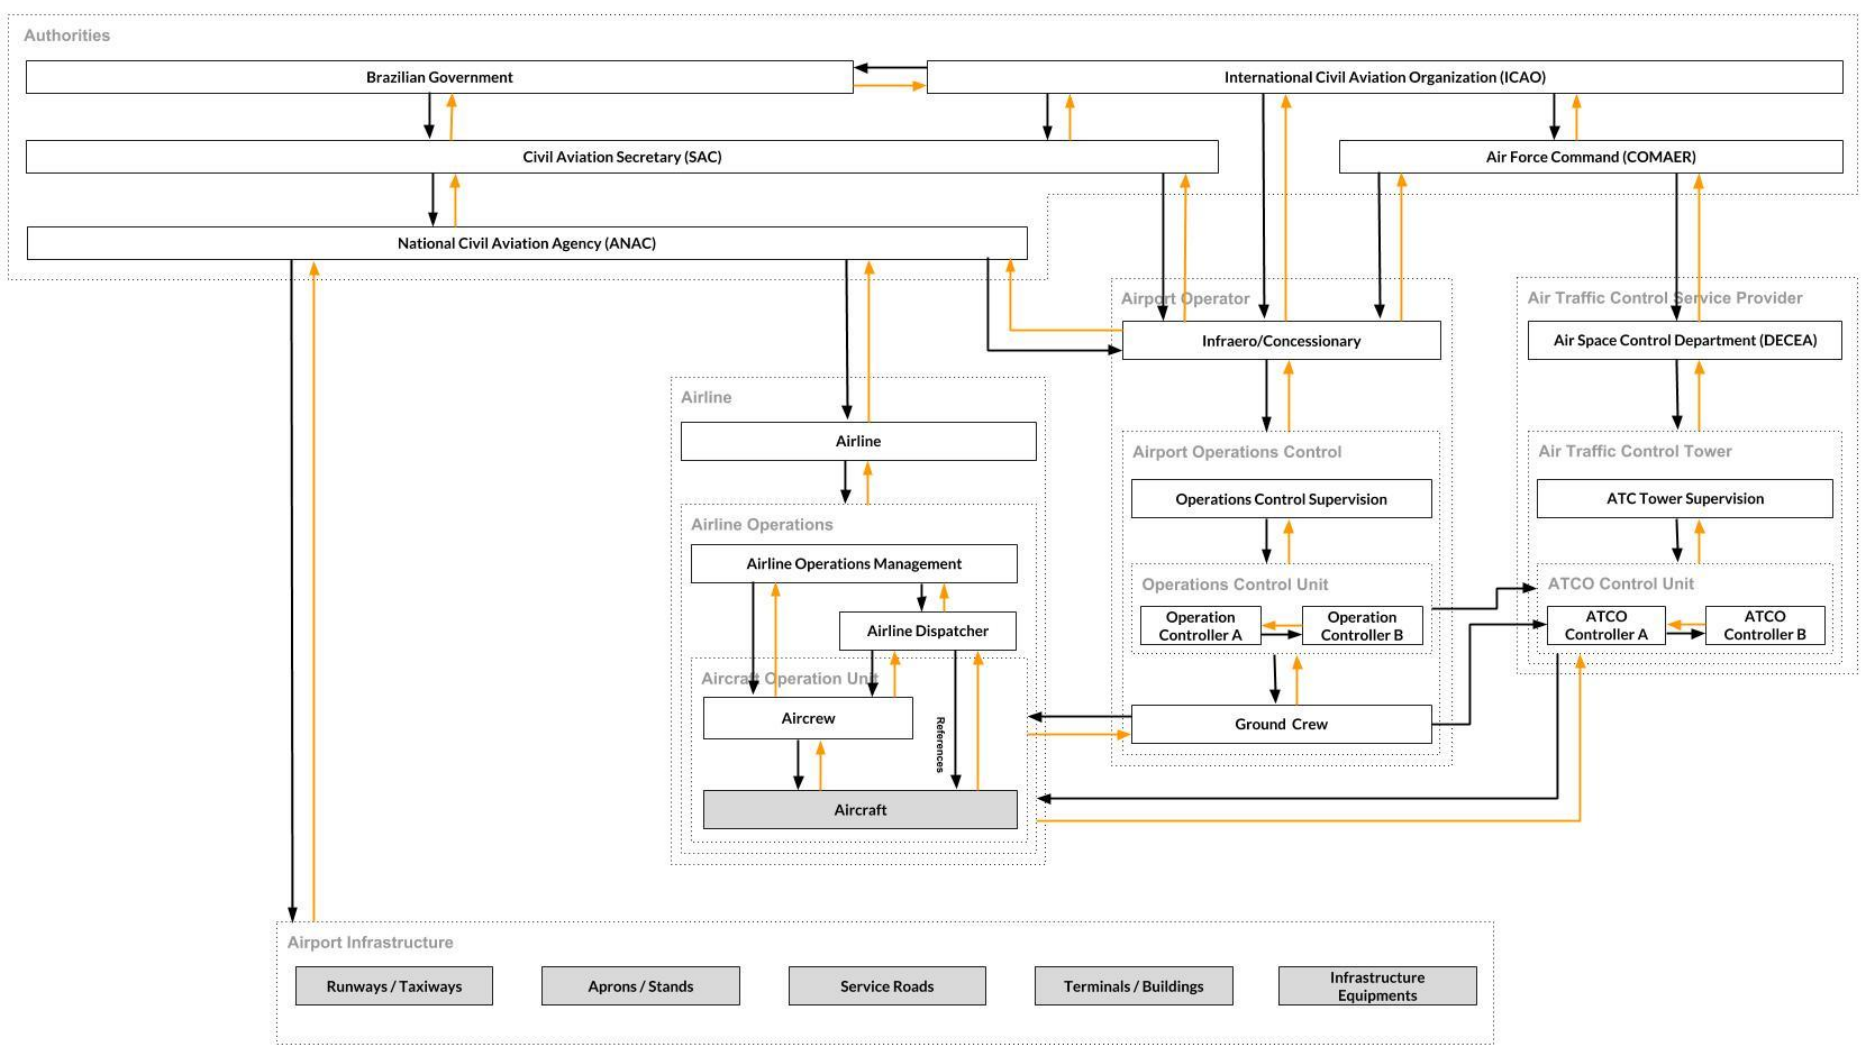 Authorities
Brazilian Government
International Civil Aviation Organization (ICAO)
Civil Aviation Secretary (SAC)
Air Force Command (COMAER)
National Civil Aviation Agency (ANAC)
Airport Operator
Air Traffic Control Service Provider
Infraero/Concessionary
Air Space Control Department (DECEA)
Airline
Airline
Airport Operations Control
Air Traffic Control Tower
Operations Control Supervision
ATC Tower Supervision
Airline Operations
Airline Operations Management
Operations Control Unit
ATCO Control Unit
Operation
Controller A
Operation
Controller B
ATCO
Controller A
ATCO
Controller B
Airline Dispatcher
Aircraft Operation Unit
Aircrew
References
Ground Crew
Aircraft
Airport Infrastructure
Runways / Taxiways
Aprons / Stands
Service Roads
Terminals / Buildings
Infrastructure
Equipments